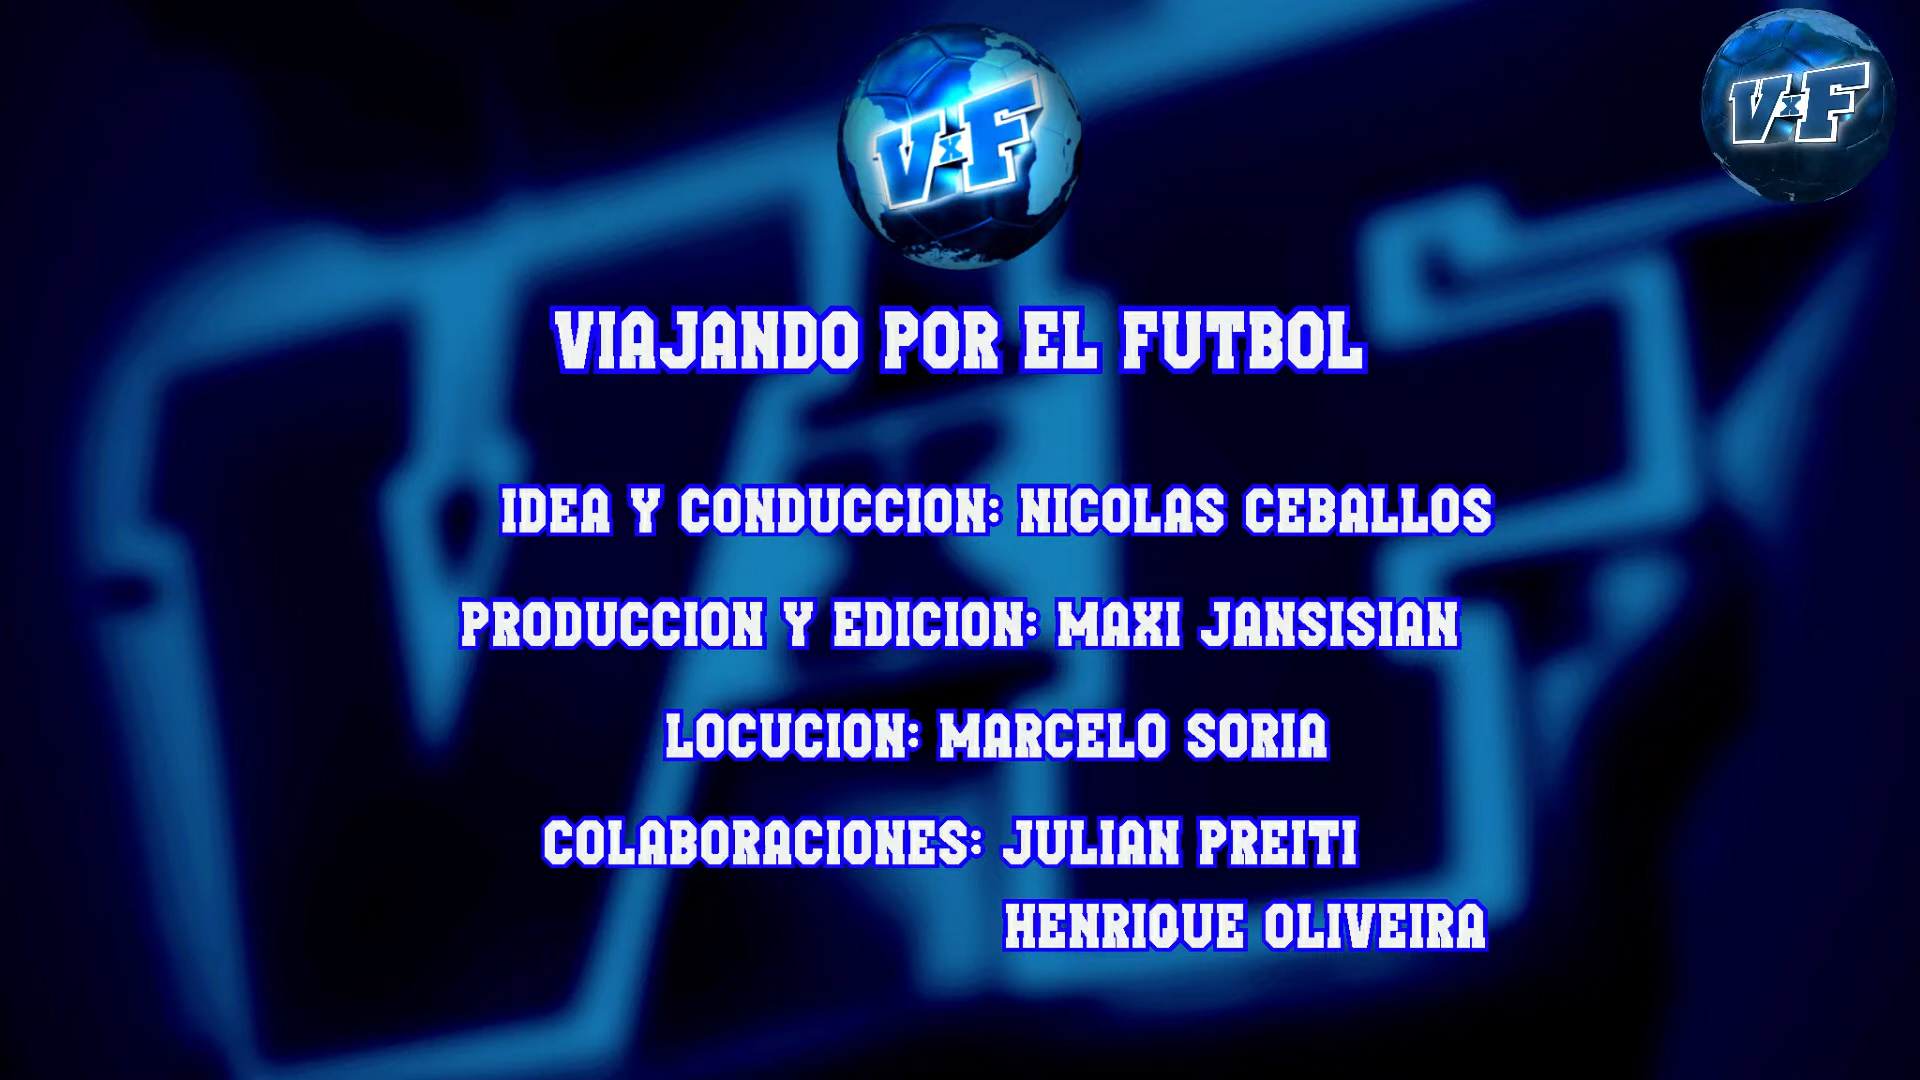 VxF
VxF
VIAJANDO POR EL FUTBOL
IDEA Y CONDUCCION: NICOLAS CEBALLOS
PRODUCCION Y EDICION: MAXI JANSISIAN
LOCUCION: MARCELO SORIA
COLABORACIONES: JULIAN PREITI
HENRIQUE OLIVEIRA